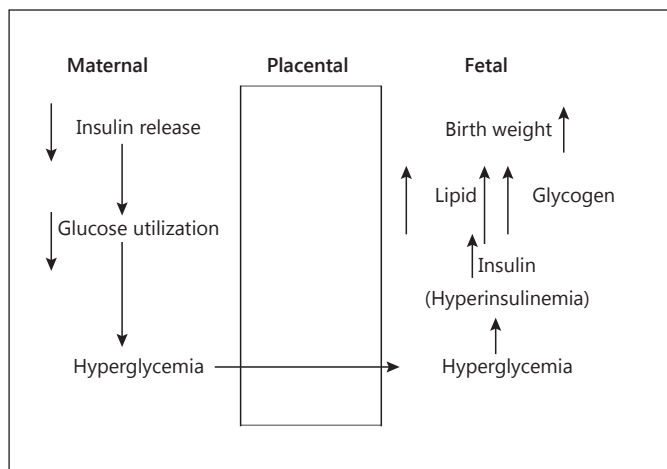 Maternal Placental Fetal
Insulin release Birth weight
Lipid Glycogen
Glucose utilization
Insulin
(Hyperinsulinemia)
Hyperglycemia Hyperglycemia